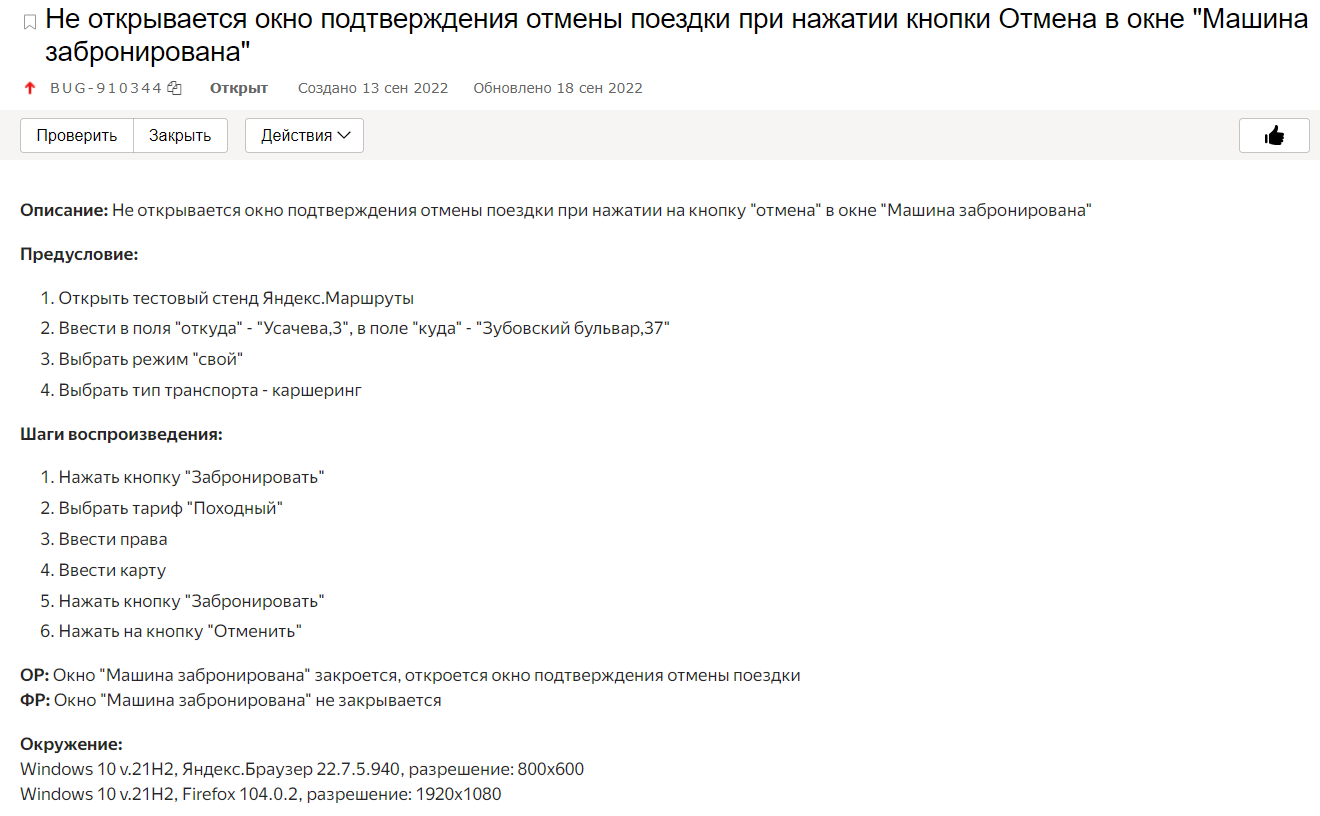 Не открывается окно подтверждения отмены поездки при нажатии кнопки Отмена в окне "Машина
забронирована"
BUG-910344 Открыт Создано 13 сен 2022 Обновлено 18 сен 2022
Проверить Закрыть Действия
Описание: Не открывается окно подтверждения отмены поездки при нажатии на кнопку "отмена" в окне "Машина забронирована"
Предусловие:
1. Открыть тестовый стенд Яндекс.Маршруты
2. Ввести в поля "откуда" - "Усачева,3", в поле "куда" - "Зубовский бульвар,37"
3. Выбрать режим "свой"
4. Выбрать тип транспорта - каршеринг
Шаги воспроизведения:
1. Нажать кнопку "Забронировать"
2. Выбрать тариф "Походный"
3. Ввести права
4. Ввести карту
5. Нажать кнопку "Забронировать"
6. Нажать на кнопку "Отменить"
ОР: Окно "Машина забронирована" закроется, откроется окно подтверждения отмены поездки
ФР: Окно "Машина забронирована" не закрывается
Окружение:
Windows 10 v.21H2, Яндекс.Браузер 22.7.5.940, разрешение: 800x600
Windows 10 v.21H2, Firefox 104.0.2, разрешение: 1920x1080